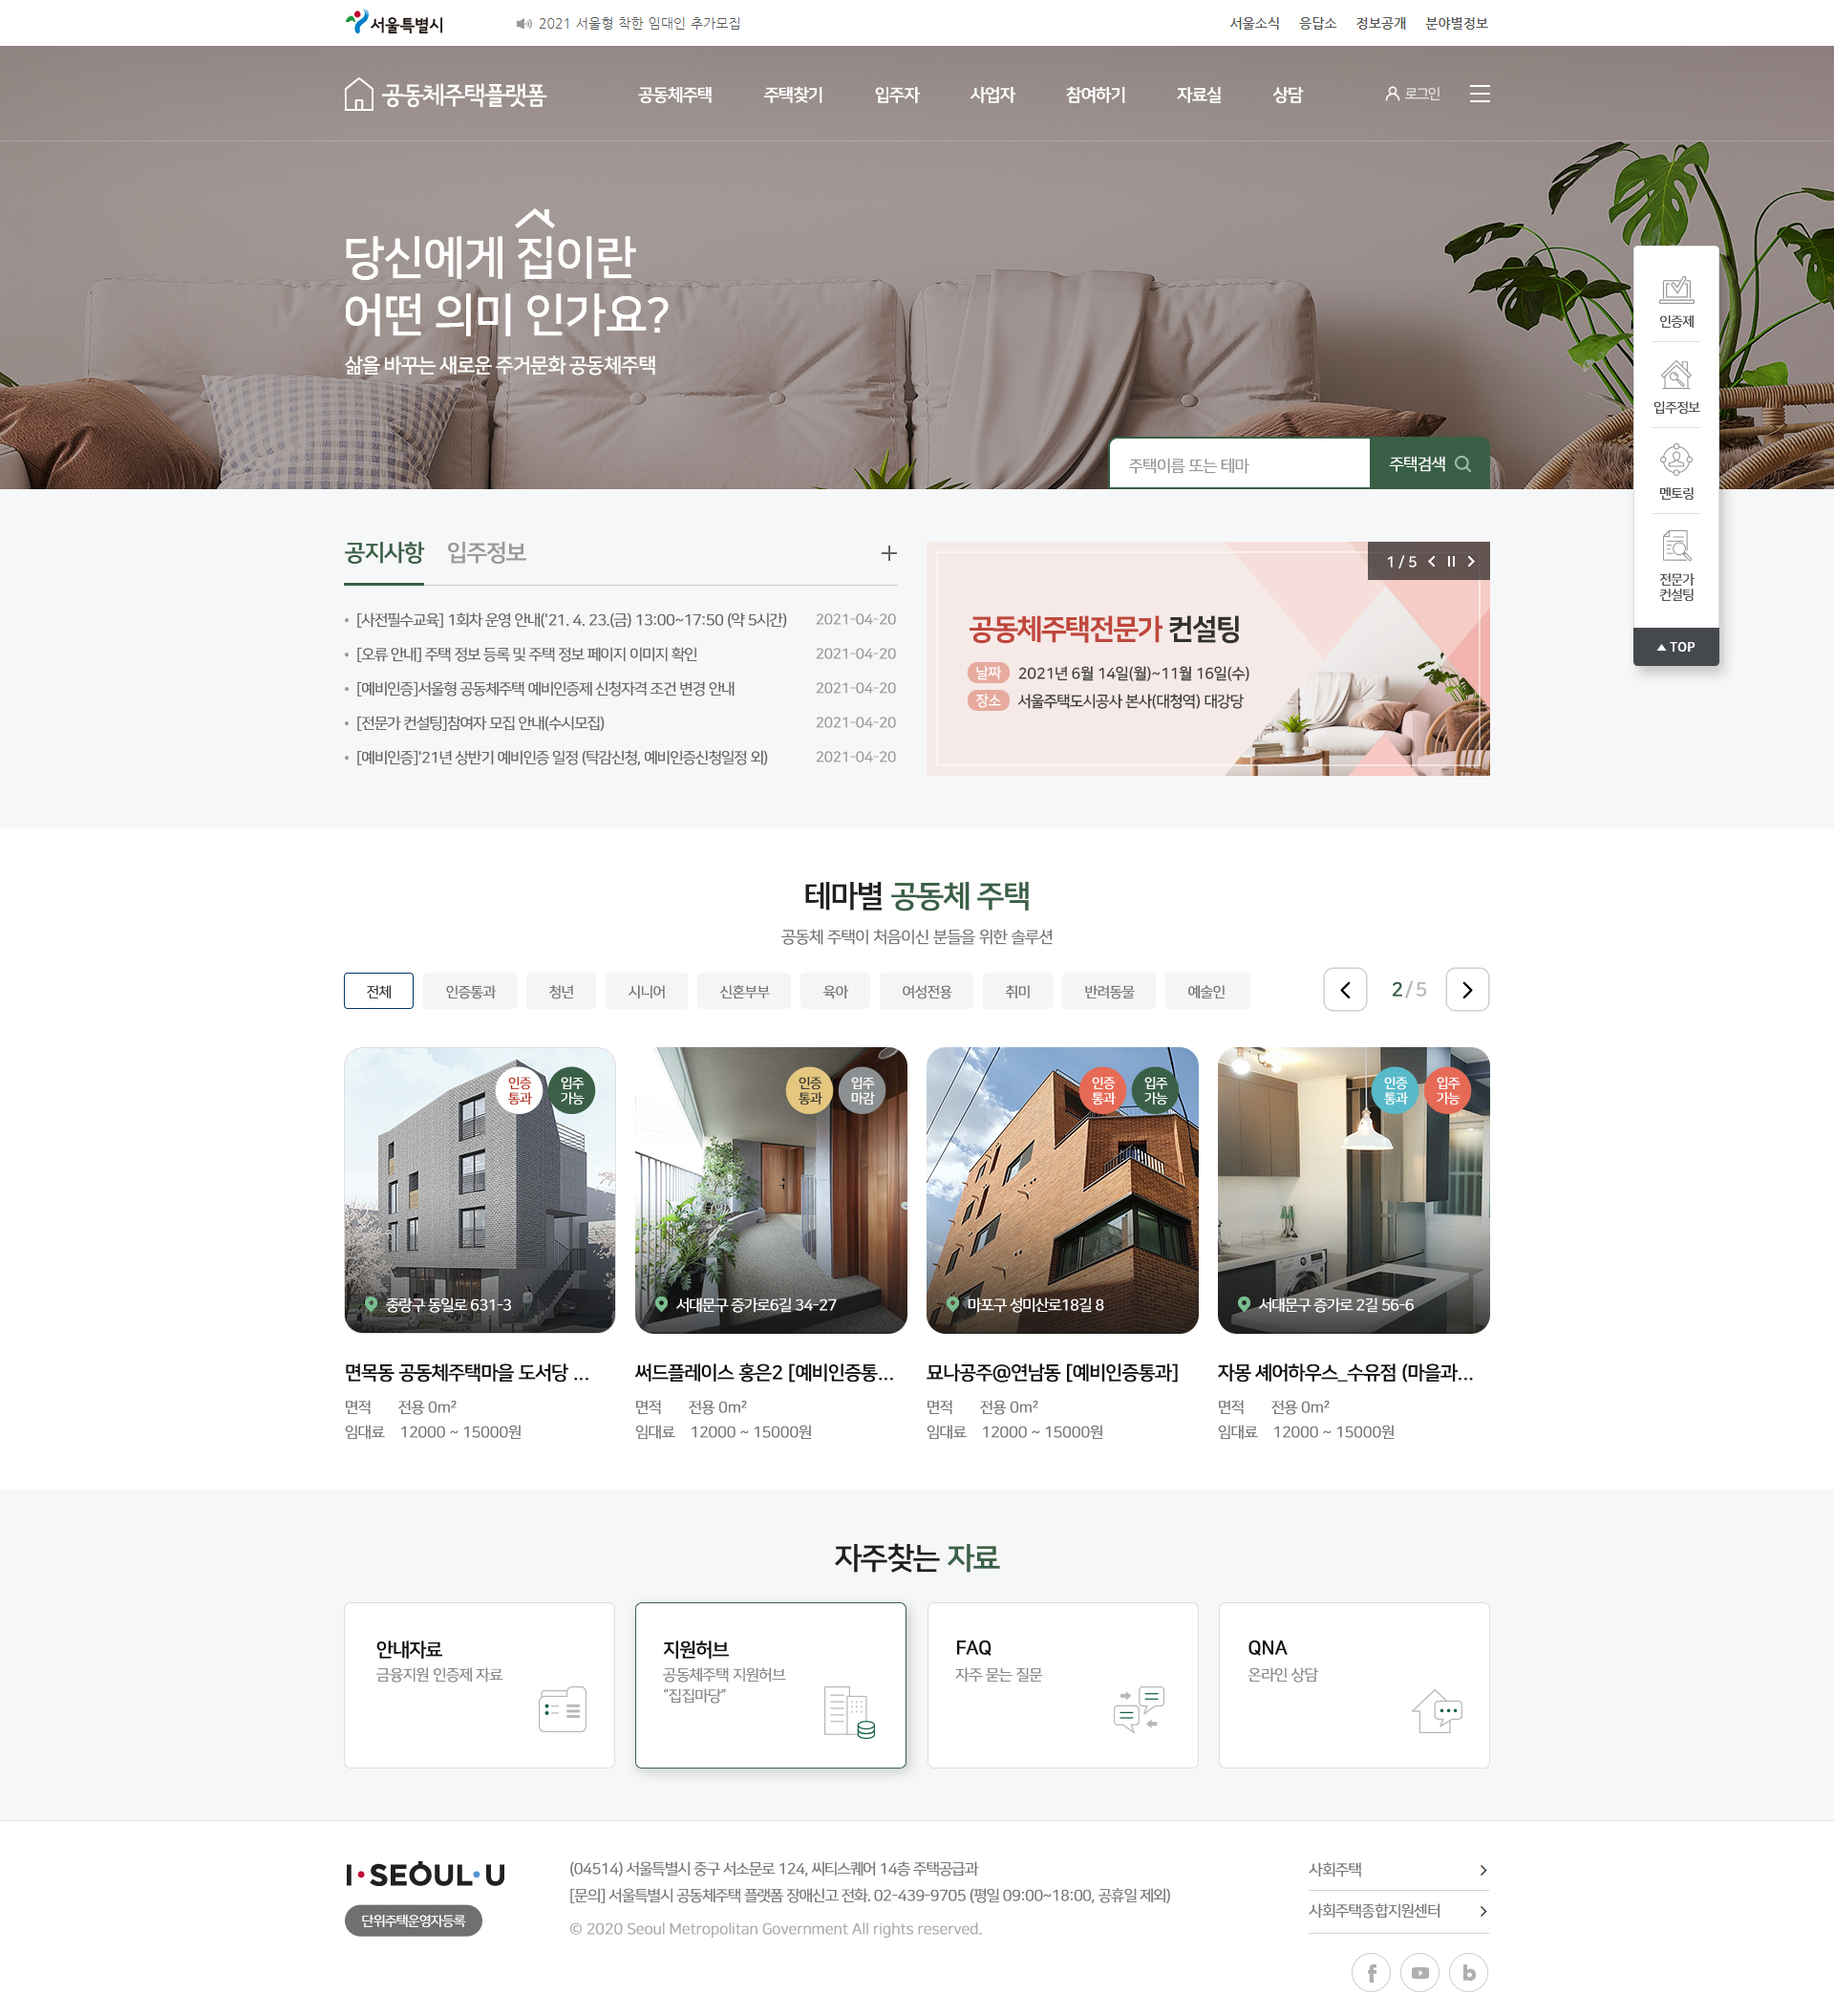 서울특별시
2021 서울형 착한 임대인 추가모집
서울소식 응답소 정보공개 분야별정보
공동체주택플랫폼
공동체주택 주택찾기 입주자 사업자 참여하기 자료실 상담
로그인
당신에게 집이란
어떤 의미 인가요?
삶을 바꾸는 새로운 주거문화 공동체주택
주택이름 또는 테마
주택검색
인증제
입주정보
멘토링
전문가
컨설팅
TOP
공지사항 입주정보
[사전필수교육] 1회차 운영 안내('21. 4. 23.(금) 13:00~17:50 (약 5시간) 2021-04-20
[오류 안내] 주택 정보 등록 및 주택 정보 페이지 이미지 확인 2021-04-20
[예비인증]서울형 공동체주택 예비인증제 신청자격 조건 변경 안내 2021-04-20
[전문가 컨설팅]참여자 모집 안내(수시모집) 2021-04-20
[예비인증]'21년 상반기 예비인증 일정 (탁감신청, 예비인증신청일정 외) 2021-04-20
1 / 5
공동체주택전문가 컨설팅
날짜 2021년 6월 14일(월)~11월 16일(수)
장소 서울주택도시공사 본사(대청역) 대강당
테마별 공동체 주택
공동체 주택이 처음이신 분들을 위한 솔루션
전체 인증통과 청년 시니어 신혼부부 육아 여성전용 취미 반려동물 예술인
2 / 5
인증
통과
입주
가능
중랑구 동일로 631-3
면목동 공동체주택마을 도서당 ...
면적 전용 0m²
임대료 12000 ~ 15000원
인증
통과
입주
마감
서대문구 증가로6길 34-27
써드플레이스 홍은2 [예비인증통...
면적 전용 0m²
임대료 12000 ~ 15000원
인증
통과
입주
가능
마포구 성미산로18길 8
묘나공주@연남동 [예비인증통과]
면적 전용 0m²
임대료 12000 ~ 15000원
인증
통과
입주
가능
서대문구 증가로 2길 56-6
자몽 셰어하우스_수유점 (마을과...
면적 전용 0m²
임대료 12000 ~ 15000원
자주찾는 자료
안내자료
금융지원 인증제 자료
지원허브
공동체주택 지원허브
“집집마당”
FAQ
자주 묻는 질문
QNA
온라인 상담
I·SEOUL·U
단위주택운영자등록
(04514) 서울특별시 중구 서소문로 124, 씨티스퀘어 14층 주택공급과
[문의] 서울특별시 공동체주택 플랫폼 장애신고 전화. 02-439-9705 (평일 09:00~18:00, 공휴일 제외)
© 2020 Seoul Metropolitan Government All rights reserved.
사회주택
사회주택종합지원센터